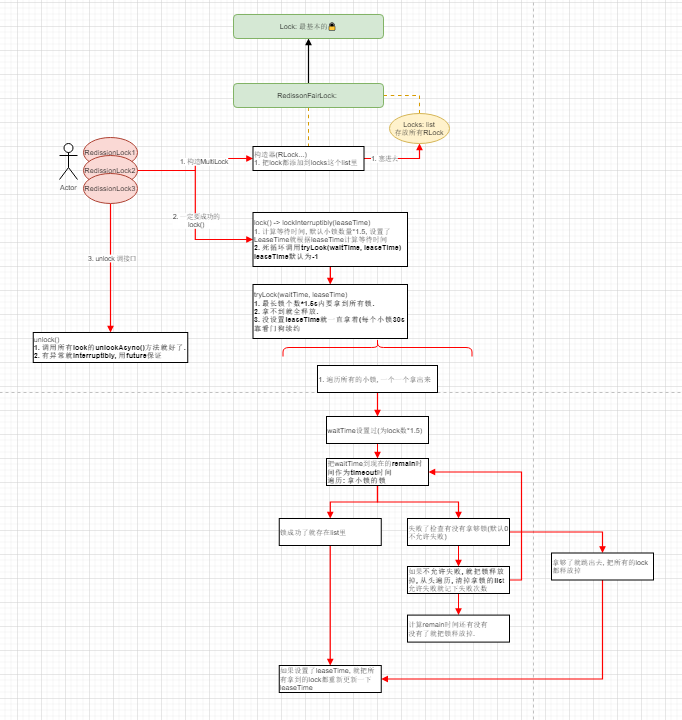 Lock: 最基本的🔒
RedissonFairLock:
Locks: list
存放所有RLock
RedissionLock1
RedissionLock2
RedissionLock3
Actor
1. 构造MultiLock
构造器(RLock...)
1. 把lock都添加到locks这个list里
1. 塞进去
2. 一定要成功的
lock()
lock() -> lockInterruptibly(leaseTime)
1. 计算等待时间, 默认小锁数量*1.5, 设置了
LeaseTime就根据leaseTime计算等待时间
2. 死循环调用tryLock(waitTime, leaseTime)
leaseTime默认为-1
3. unlock 调接口
tryLock(waitTime, leaseTime)
1. 最长锁个数*1.5s内要拿到所有锁.
2. 拿不到就全释放.
3. 没设置leaseTime就一直拿着(每个小锁30s
靠看门狗续约
unlock()
1. 调用所有lock的unlockAsync()方法就好了.
2. 有异常就Interruptibly, 用future保证
1. 遍历所有的小锁, 一个一个拿出来
waitTime设置过(为lock数*1.5)
把waitTime到现在的remain时
间作为timeout时间
遍历: 拿小锁的锁
锁成功了就存在list里
失败了检查有没有拿够锁(默认0
不允许失败)
拿够了就跳出去, 把所有的lock
都释放掉
如果不允许失败, 就把锁释放
掉, 从头遍历, 清掉拿锁的list
允许失败就记下失败次数
计算remain时间还有没有
没有了就把锁释放掉.
如果设置了leaseTime, 就把所
有拿到的lock都重新更新一下
leaseTime